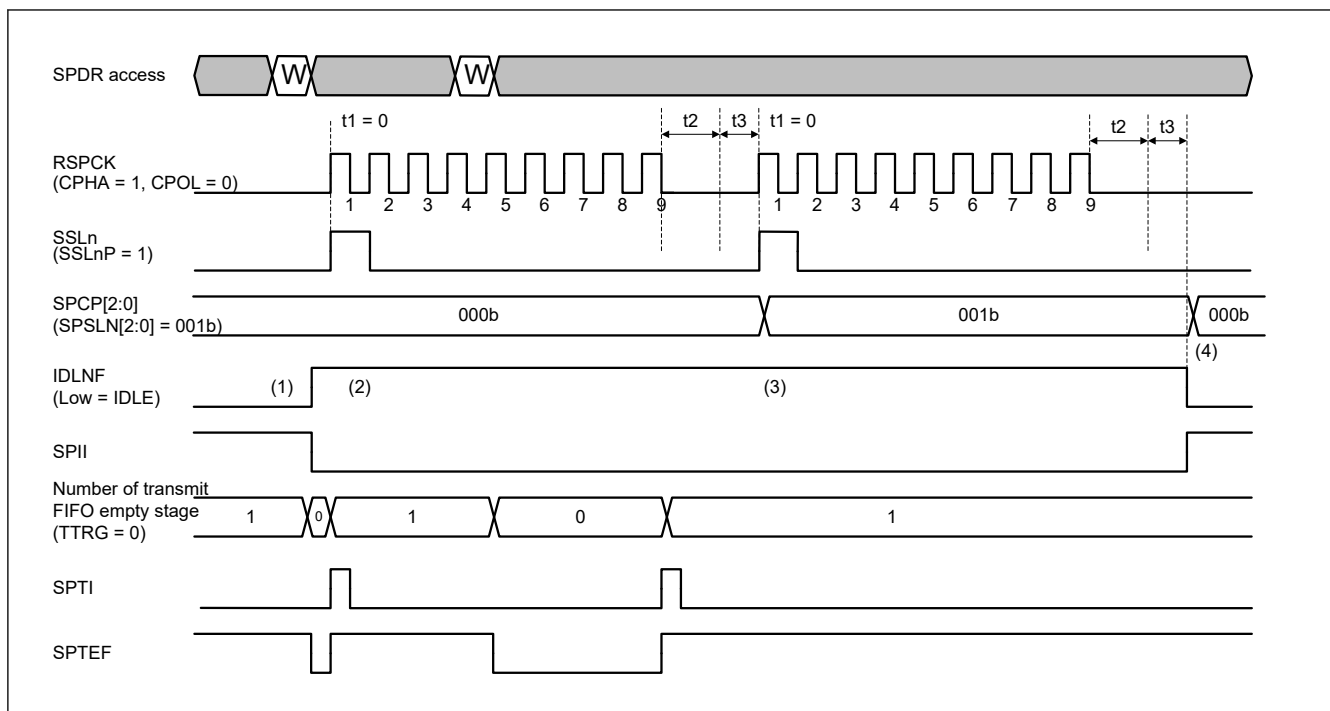 SPDR access
W
W
t1 = 0
t2
t3
t1 = 0
t2
t3
RSPCK
(CPHA = 1, CPOL = 0)
1 2 3 4 5 6 7 8 9
1 2 3 4 5 6 7 8 9
SSLn
(SSLnP = 1)
SPCP[2:0]
(SPSLN[2:0] = 001b)
000b
001b
000b
(4)
IDLNF
(Low = IDLE)
(1)
(2)
(3)
SPII
Number of transmit
FIFO empty stage
(TTRG = 0)
1
0
1
0
1
SPTI
SPTEF